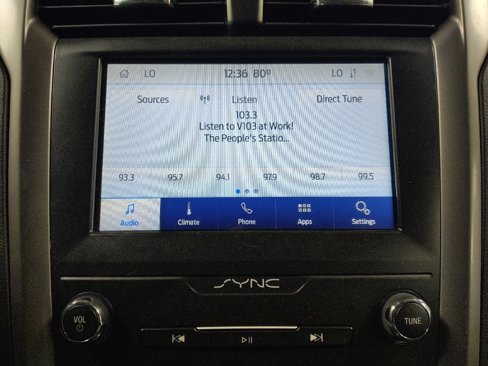 LO 12:36 80° LO
Sources Listen Direct Tune
103.3
Listen to V103 at Work!
The People's Statio...
93.3 95.7 94.1 97.9 98.7 99.5
Audio Climate Phone Apps Settings
SYNC
VOL TUNE